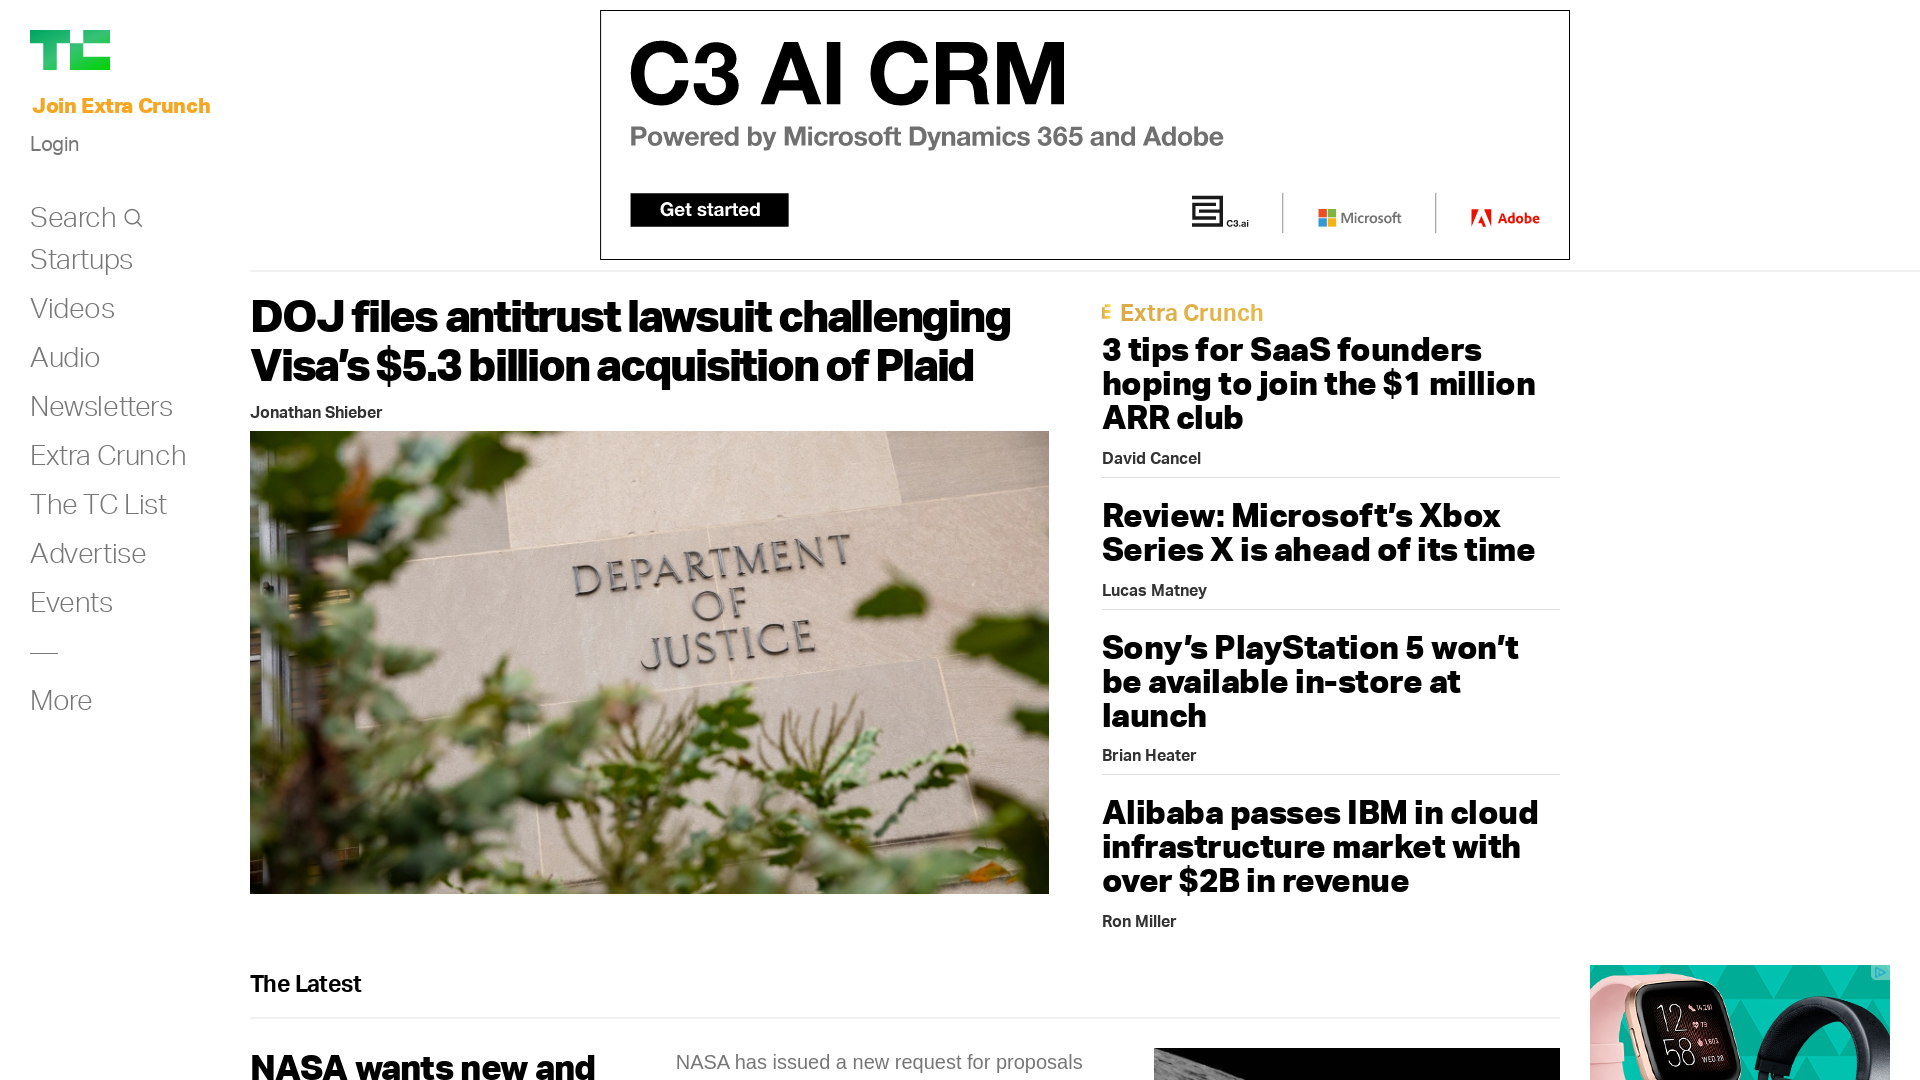 TC
Join Extra Crunch
Login
Search
Startups
Videos
Audio
Newsletters
Extra Crunch
The TC List
Advertise
Events
—
More
C3 AI CRM
Powered by Microsoft Dynamics 365 and Adobe
Get started
C3.ai
Microsoft
Adobe
DOJ files antitrust lawsuit challenging
Visa’s $5.3 billion acquisition of Plaid
Jonathan Shieber
DEPARTMENT
OF
JUSTICE
Extra Crunch
3 tips for SaaS founders
hoping to join the $1 million
ARR club
David Cancel
Review: Microsoft’s Xbox
Series X is ahead of its time
Lucas Matney
Sony’s PlayStation 5 won’t
be available in-store at
launch
Brian Heater
Alibaba passes IBM in cloud
infrastructure market with
over $2B in revenue
Ron Miller
The Latest
NASA wants new and
NASA has issued a new request for proposals
12
58